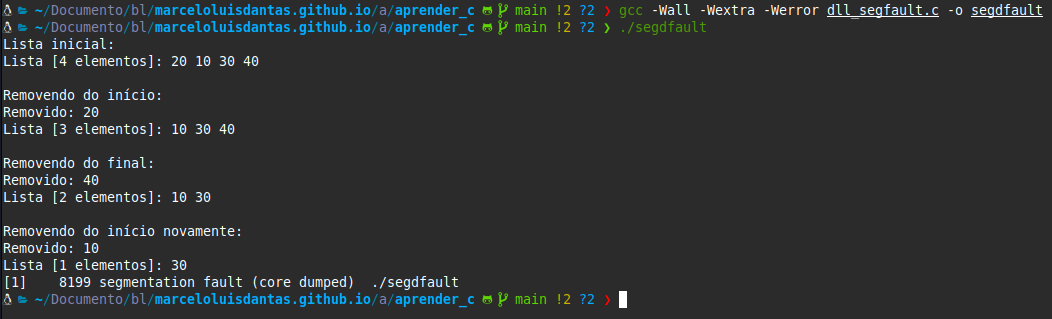 ~/Documento/bl/marceloluisdantas.github.io/a/aprender_c main !2 ?2 ❯ gcc -Wall -Wextra -Werror dll_segfault.c -o segdfault
~/Documento/bl/marceloluisdantas.github.io/a/aprender_c main !2 ?2 ❯ ./segdfault
Lista inicial:
Lista [4 elementos]: 20 10 30 40
Removendo do início:
Removido: 20
Lista [3 elementos]: 10 30 40
Removendo do final:
Removido: 40
Lista [2 elementos]: 10 30
Removendo do início novamente:
Removido: 10
Lista [1 elementos]: 30
[1]    8199 segmentation fault (core dumped)  ./segdfault
~/Documento/bl/marceloluisdantas.github.io/a/aprender_c main !2 ?2 ❯